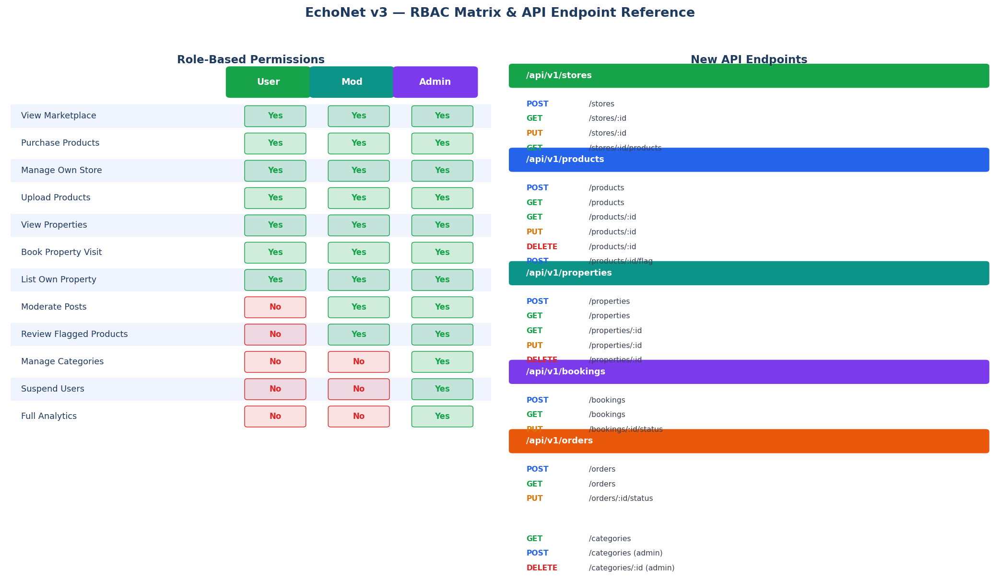 EchoNet v3 — RBAC Matrix & API Endpoint Reference
Role-Based Permissions
User Mod Admin
View Marketplace Yes Yes Yes
Purchase Products Yes Yes Yes
Manage Own Store Yes Yes Yes
Upload Products Yes Yes Yes
View Properties Yes Yes Yes
Book Property Visit Yes Yes Yes
List Own Property Yes Yes Yes
Moderate Posts No Yes Yes
Review Flagged Products No Yes Yes
Manage Categories No No Yes
Suspend Users No No Yes
Full Analytics No No Yes
New API Endpoints
/api/v1/stores
POST /stores
GET /stores/:id
PUT /stores/:id
GET /stores/:id/products
/api/v1/products
POST /products
GET /products
GET /products/:id
PUT /products/:id
DELETE /products/:id
POST /products/:id/flag
/api/v1/properties
POST /properties
GET /properties
GET /properties/:id
PUT /properties/:id
DELETE /properties/:id
/api/v1/bookings
POST /bookings
GET /bookings
PUT /bookings/:id/status
/api/v1/orders
POST /orders
GET /orders
PUT /orders/:id/status
GET /categories
POST /categories (admin)
DELETE /categories/:id (admin)